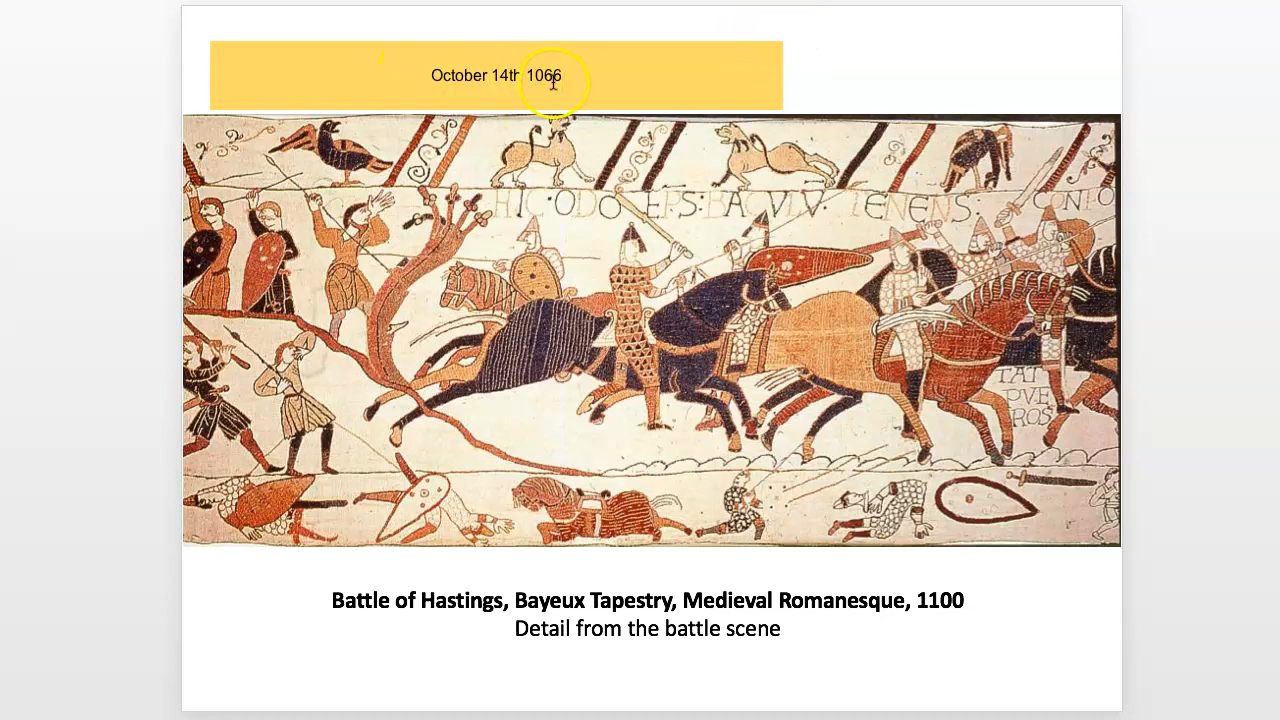 October 14th 1066
HIC·ODO EPS:BACVLV· TENENS: CONFO
TAT
PVE
ROS
Battle of Hastings, Bayeux Tapestry, Medieval Romanesque, 1100
Detail from the battle scene